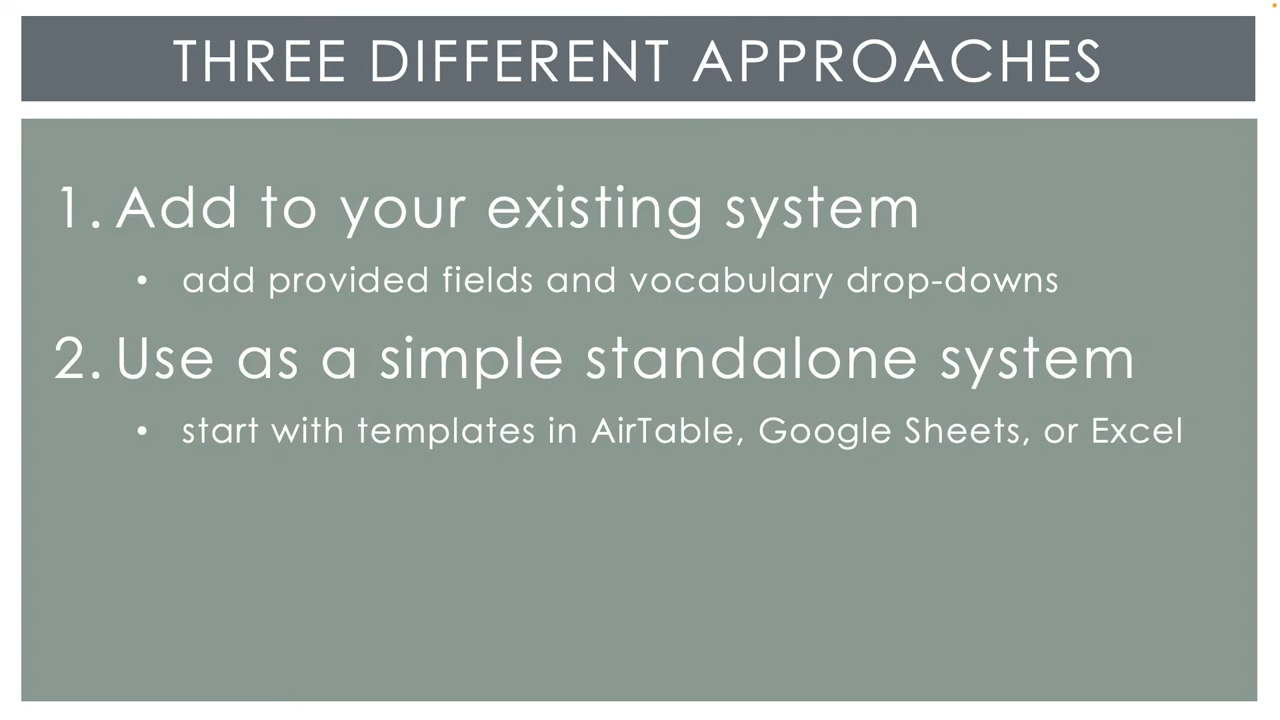 THREE DIFFERENT APPROACHES
1. Add to your existing system
• add provided fields and vocabulary drop-downs
2. Use as a simple standalone system
• start with templates in AirTable, Google Sheets, or Excel